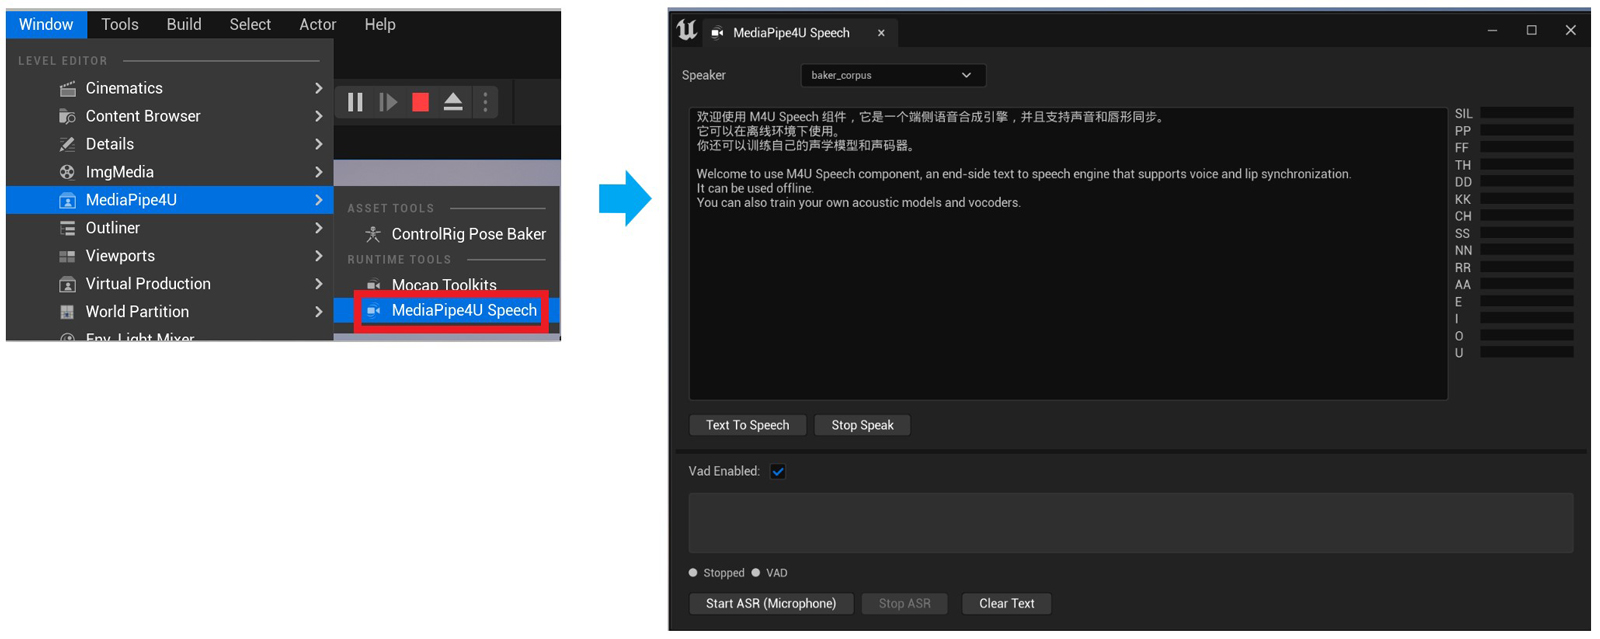 Window Tools Build Select Actor Help
LEVEL EDITOR
Cinematics
Content Browser
Details
ImgMedia
MediaPipe4U
Outliner
Viewports
Virtual Production
World Partition
Env. Light Mixer
ASSET TOOLS
ControlRig Pose Baker
RUNTIME TOOLS
Mocap Toolkits
MediaPipe4U Speech
MediaPipe4U Speech
Speaker baker_corpus
欢迎使用 M4U Speech 组件，它是一个端侧语音合成引擎，并且支持声音和唇形同步。
它可以在离线环境下使用。
你还可以训练自己的声学模型和声码器。
Welcome to use M4U Speech component, an end-side text to speech engine that supports voice and lip synchronization.
It can be used offline.
You can also train your own acoustic models and vocoders.
SIL
PP
FF
TH
DD
KK
CH
SS
NN
RR
AA
E
I
O
U
Text To Speech Stop Speak
Vad Enabled:
Stopped VAD
Start ASR (Microphone) Stop ASR Clear Text